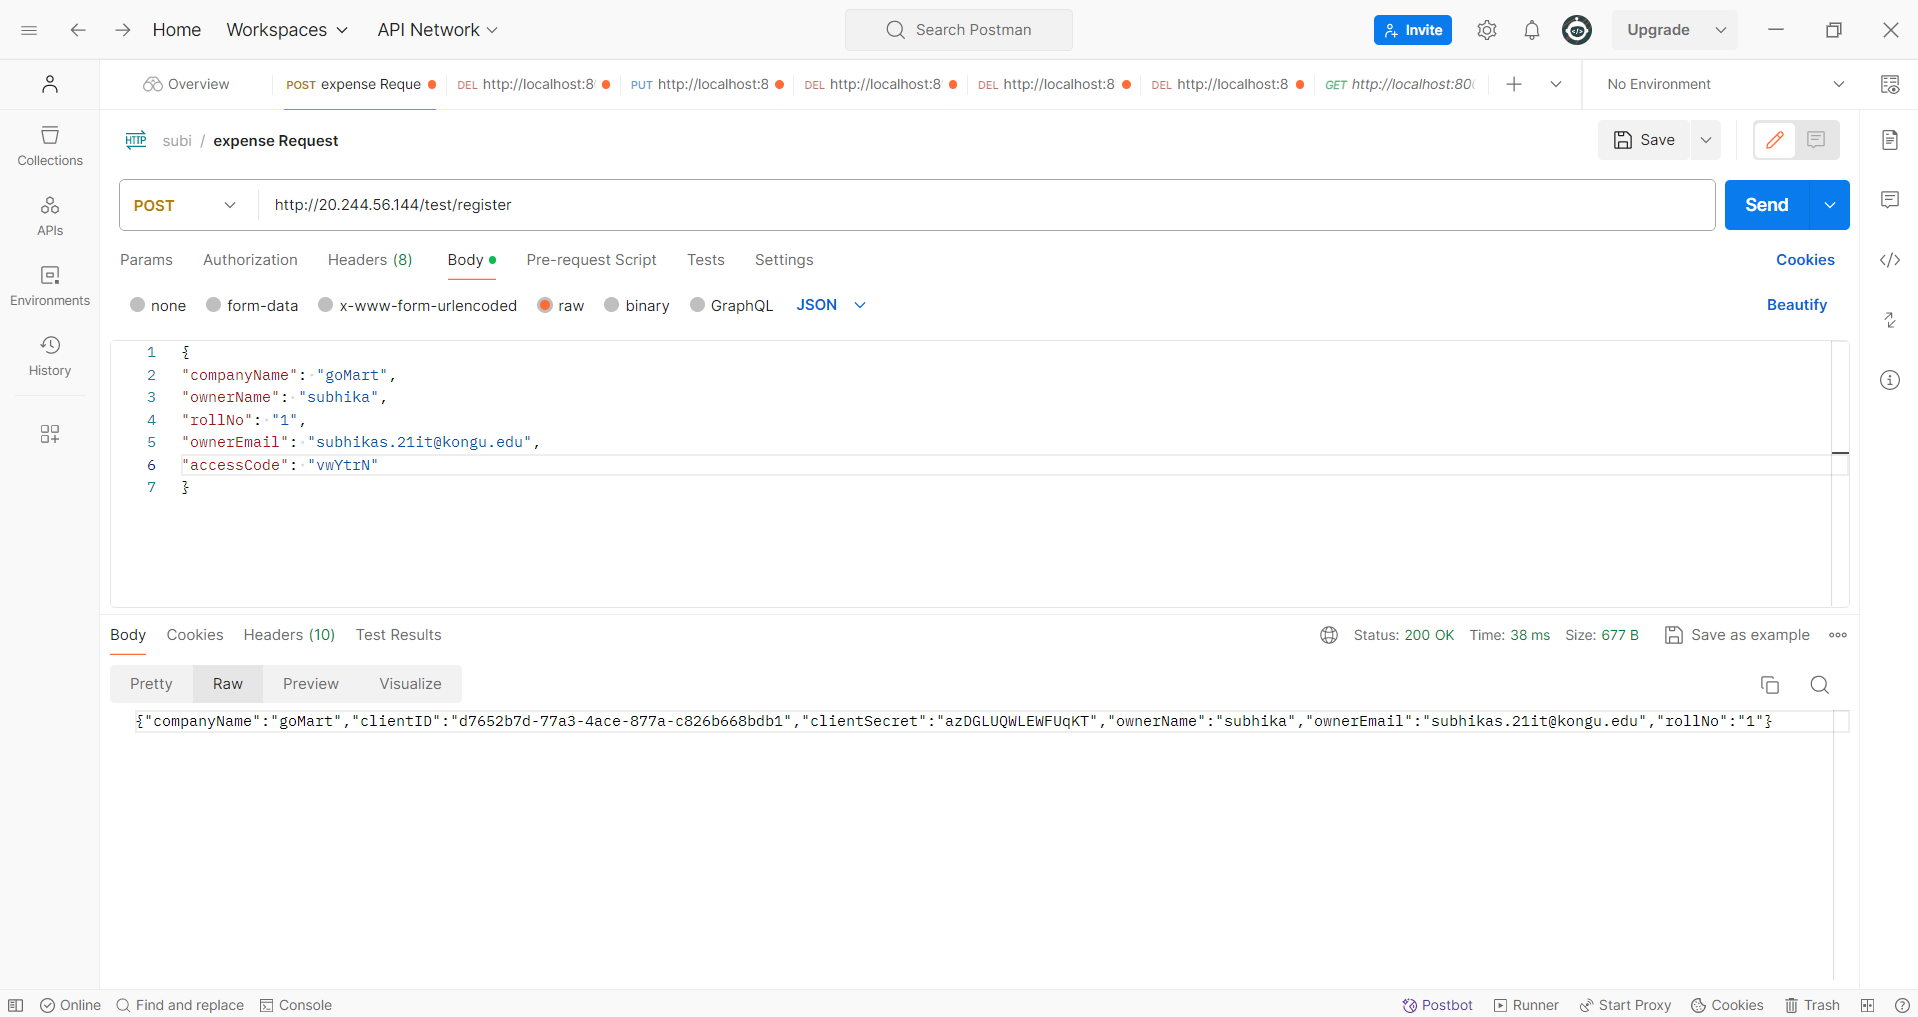 Home
Workspaces
API Network
Search Postman
Invite
Upgrade
Overview
POST expense Reque
DEL http://localhost:8
PUT http://localhost:8
DEL http://localhost:8
DEL http://localhost:8
DEL http://localhost:8
GET http://localhost:80
No Environment
Collections
APIs
Environments
History
HTTP
subi / expense Request
Save
POST
http://20.244.56.144/test/register
Send
Params
Authorization
Headers (8)
Body
Pre-request Script
Tests
Settings
Cookies
none
form-data
x-www-form-urlencoded
raw
binary
GraphQL
JSON
Beautify
1 {
2 "companyName": "goMart",
3 "ownerName": "subhika",
4 "rollNo": "1",
5 "ownerEmail": "subhikas.21it@kongu.edu",
6 "accessCode": "vwYtrN"
7 }
Body
Cookies
Headers (10)
Test Results
Status: 200 OK
Time: 38 ms
Size: 677 B
Save as example
Pretty
Raw
Preview
Visualize
{"companyName":"goMart","clientID":"d7652b7d-77a3-4ace-877a-c826b668bdb1","clientSecret":"azDGLUQWLEWFUqKT","ownerName":"subhika","ownerEmail":"subhikas.21it@kongu.edu","rollNo":"1"}
Online
Find and replace
Console
Postbot
Runner
Start Proxy
Cookies
Trash